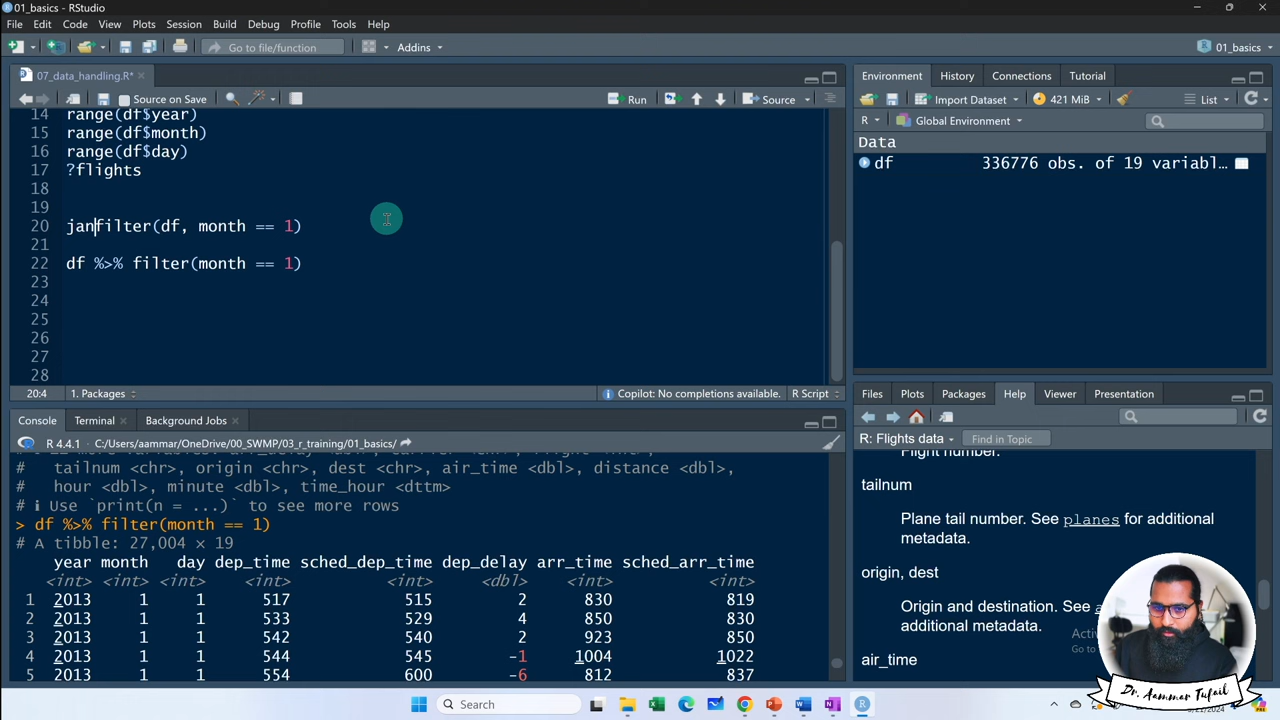 01_basics - RStudio
File Edit Code View Plots Session Build Debug Profile Tools Help
Go to file/function Addins 01_basics
07_data_handling.R*
Source on Save Run Source
14 range(df$year)
15 range(df$month)
16 range(df$day)
17 ?flights
18
19
20 janfilter(df, month == 1)
21
22 df %>% filter(month == 1)
23
24
25
26
27
28
20:4 1. Packages Copilot: No completions available. R Script
Console Terminal Background Jobs
R 4.4.1 · C:/Users/aammar/OneDrive/00_SWMP/03_r_training/01_basics/
# tailnum <chr>, origin <chr>, dest <chr>, air_time <dbl>, distance <dbl>,
# hour <dbl>, minute <dbl>, time_hour <dttm>
# ℹ Use `print(n = ...)` to see more rows
> df %>% filter(month == 1)
# A tibble: 27,004 × 19
year month day dep_time sched_dep_time dep_delay arr_time sched_arr_time
<int> <int> <int> <int> <int> <dbl> <int> <int>
1 2013 1 1 517 515 2 830 819
2 2013 1 1 533 529 4 850 830
3 2013 1 1 542 540 2 923 850
4 2013 1 1 544 545 -1 1004 1022
5 2013 1 1 554 600 -6 812 837
Environment History Connections Tutorial
Import Dataset 421 MiB List
R Global Environment
Data
df 336776 obs. of 19 variabl…
Files Plots Packages Help Viewer Presentation
R: Flights data Find in Topic
Flight number.
tailnum
Plane tail number. See planes for additional
metadata.
origin, dest
Origin and destination. See
additional metadata.
air_time
Dr. Aammar Tufail
Search